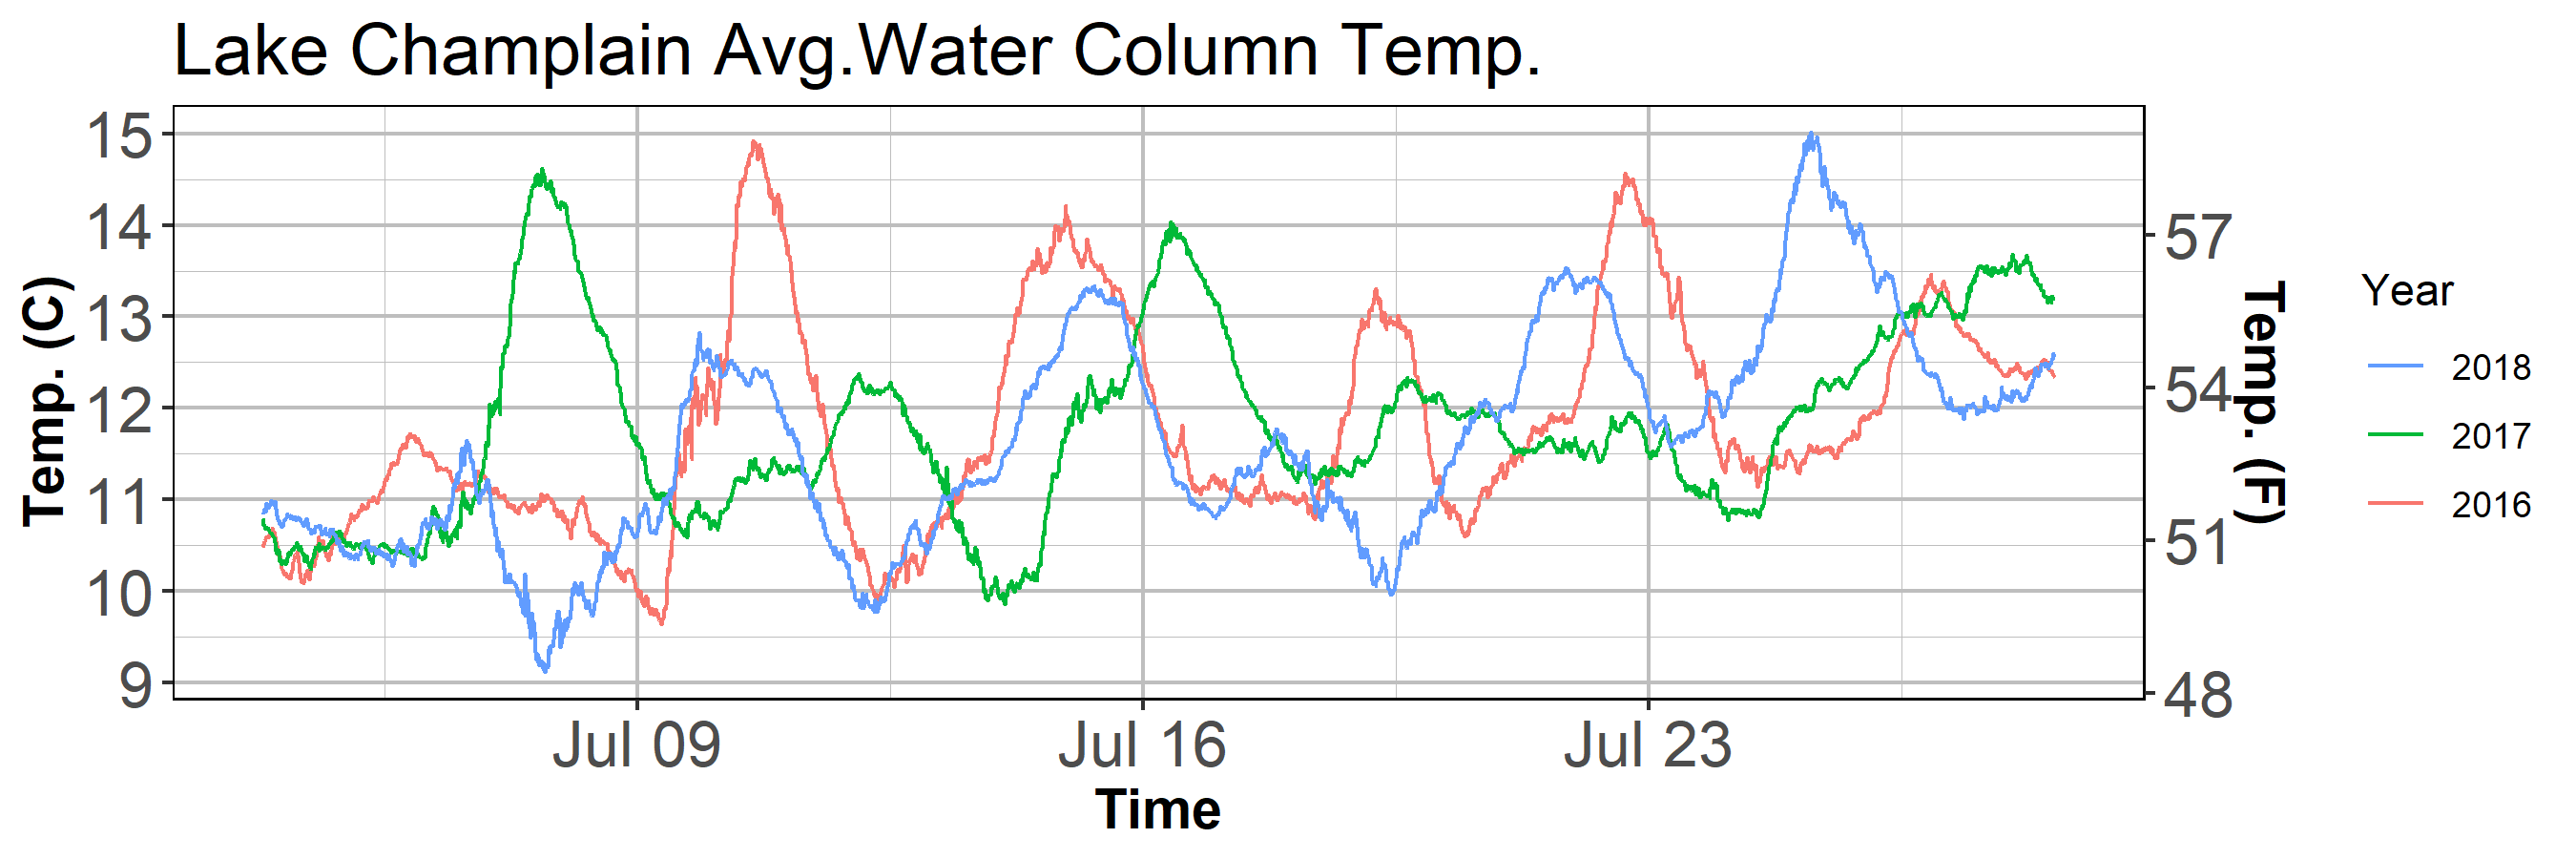 Lake Champlain Avg.Water Column Temp.
Temp. (C)
15
14
13
12
11
10
9
57
54
51
48
Temp. (F)
Jul 09
Jul 16
Jul 23
Time
Year
2018
2017
2016